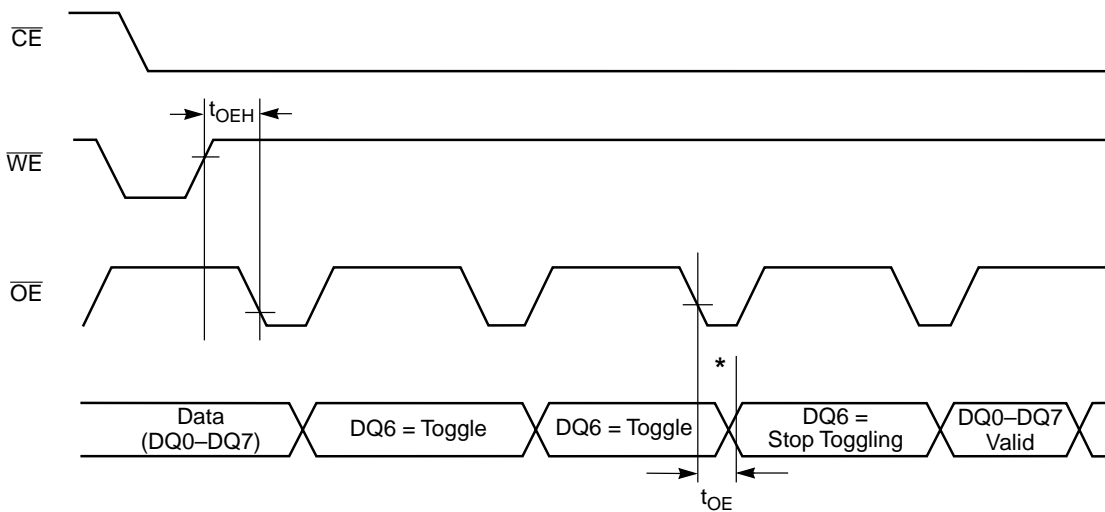 CE
tOEH
WE
OE
*
Data
(DQ0–DQ7)
DQ6 = Toggle
DQ6 = Toggle
DQ6 =
Stop Toggling
DQ0–DQ7
Valid
tOE